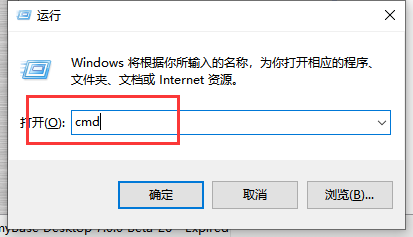 运行
Windows 将根据你所输入的名称，为你打开相应的程序、
文件夹、文档或 Internet 资源。
打开(O): cmd
确定 取消 浏览(B)...
Expired